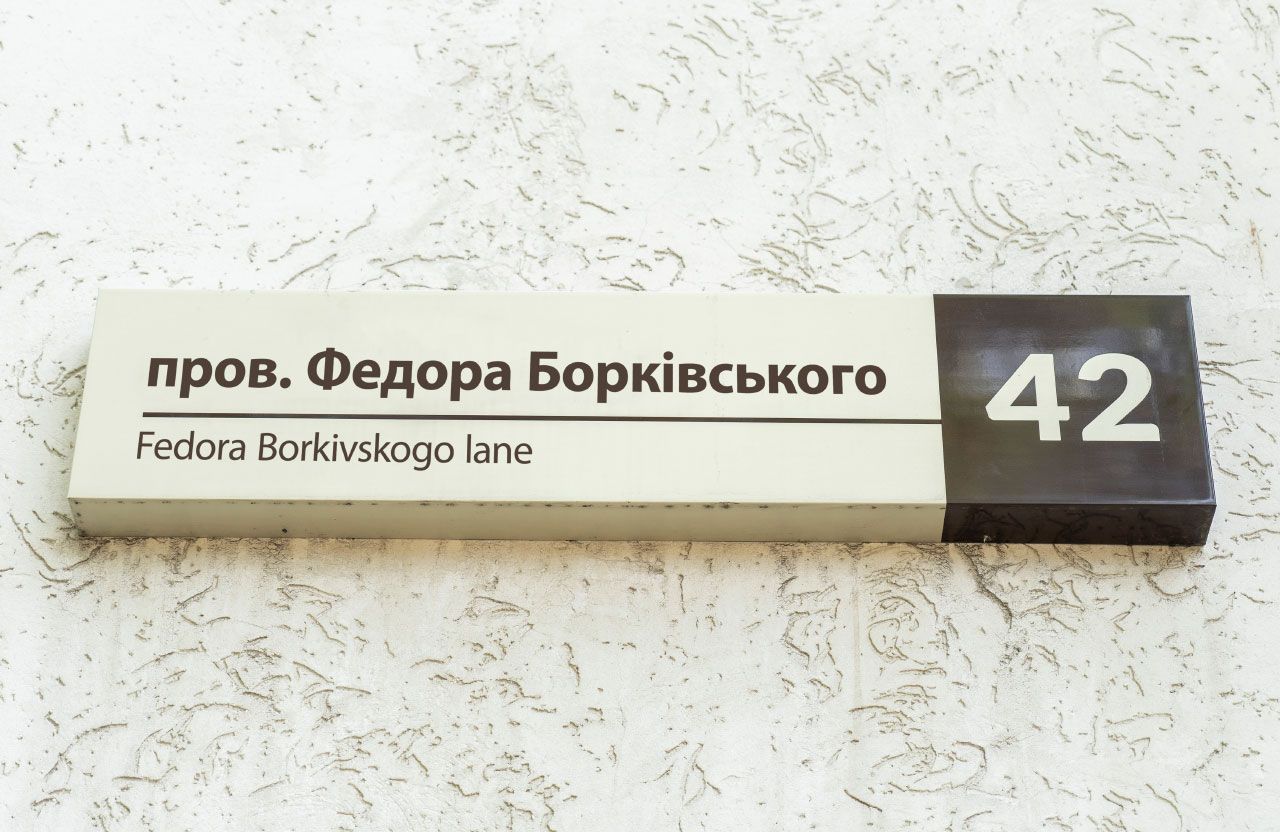 пров. Федора Борківського
Fedora Borkivskogo lane
42